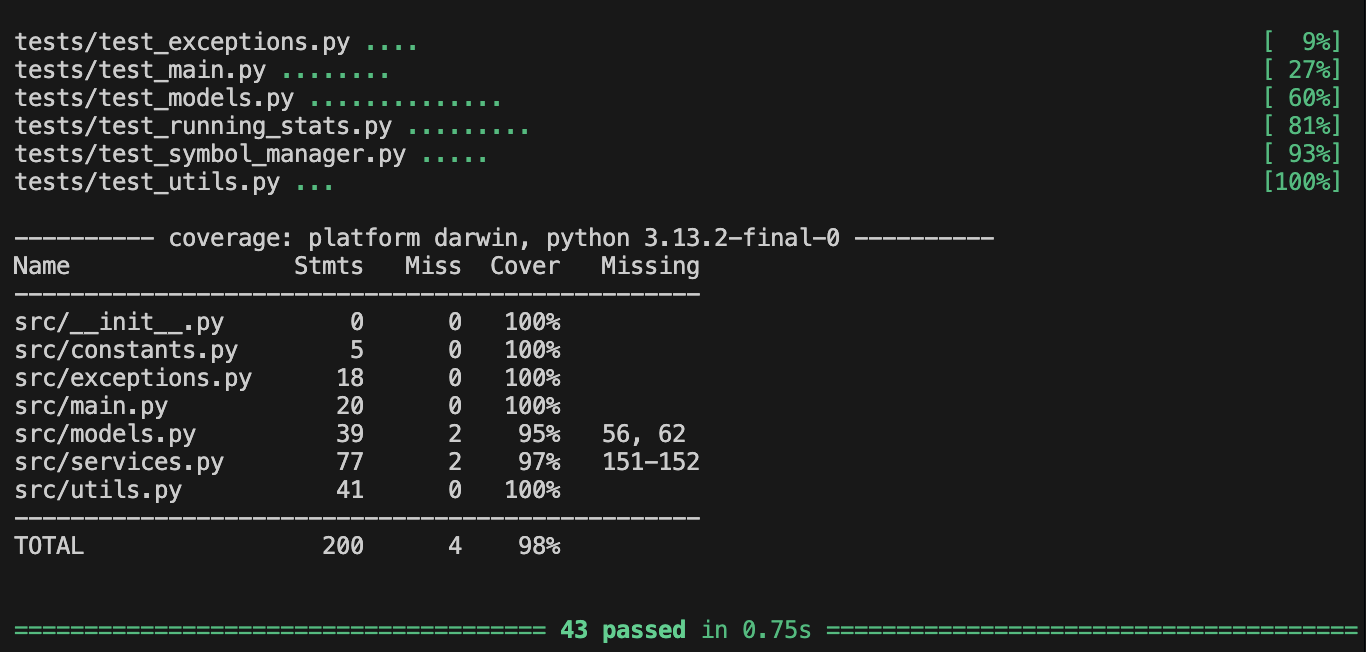 tests/test_exceptions.py .... [  9%]
tests/test_main.py ........ [ 27%]
tests/test_models.py .............. [ 60%]
tests/test_running_stats.py ......... [ 81%]
tests/test_symbol_manager.py ..... [ 93%]
tests/test_utils.py ... [100%]
---------- coverage: platform darwin, python 3.13.2-final-0 ----------
Name Stmts Miss Cover Missing
-------------------------------------------------
src/__init__.py 0 0 100%
src/constants.py 5 0 100%
src/exceptions.py 18 0 100%
src/main.py 20 0 100%
src/models.py 39 2 95% 56, 62
src/services.py 77 2 97% 151-152
src/utils.py 41 0 100%
-------------------------------------------------
TOTAL 200 4 98%
====================================== 43 passed in 0.75s ======================================